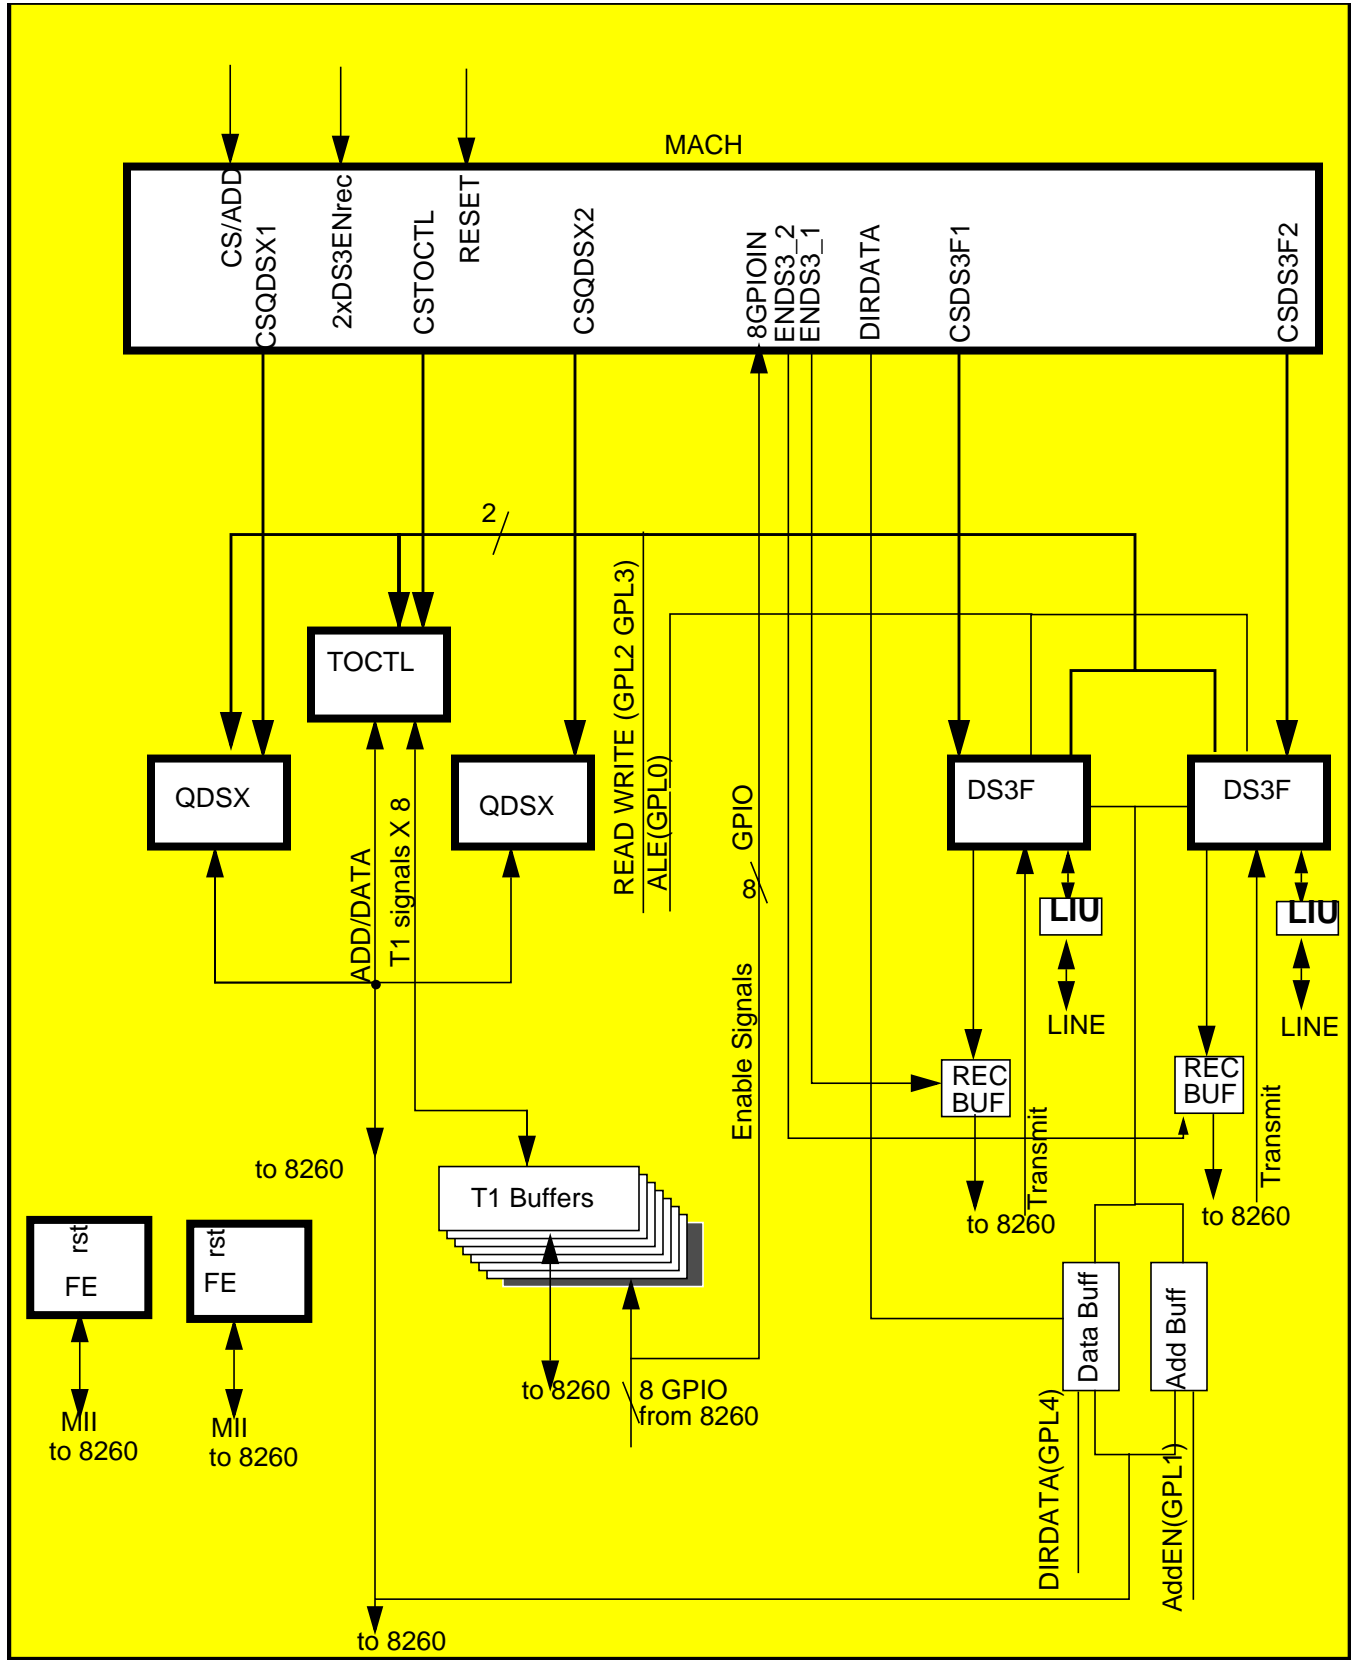 MACH
CS/ADD
CSQDSX1
2xDS3ENrec
CSTOCTL
RESET
CSQDSX2
8GPIOIN
ENDS3_2
ENDS3_1
DIRDATA
CSDS3F1
CSDS3F2
2
READ WRITE (GPL2 GPL3)
ALE(GPL0)
TOCTL
QDSX
QDSX
DS3F
DS3F
ADD/DATA
T1 signals X 8
GPIO
8
Enable Signals
LIU
LIU
LINE
LINE
REC
BUF
REC
BUF
Transmit
Transmit
to 8260
to 8260
to 8260
T1 Buffers
rst
FE
rst
FE
Data Buff
Add Buff
to 8260
8 GPIO
from 8260
MII
to 8260
MII
to 8260
DIRDATA(GPL4)
AddEN(GPL1)
to 8260